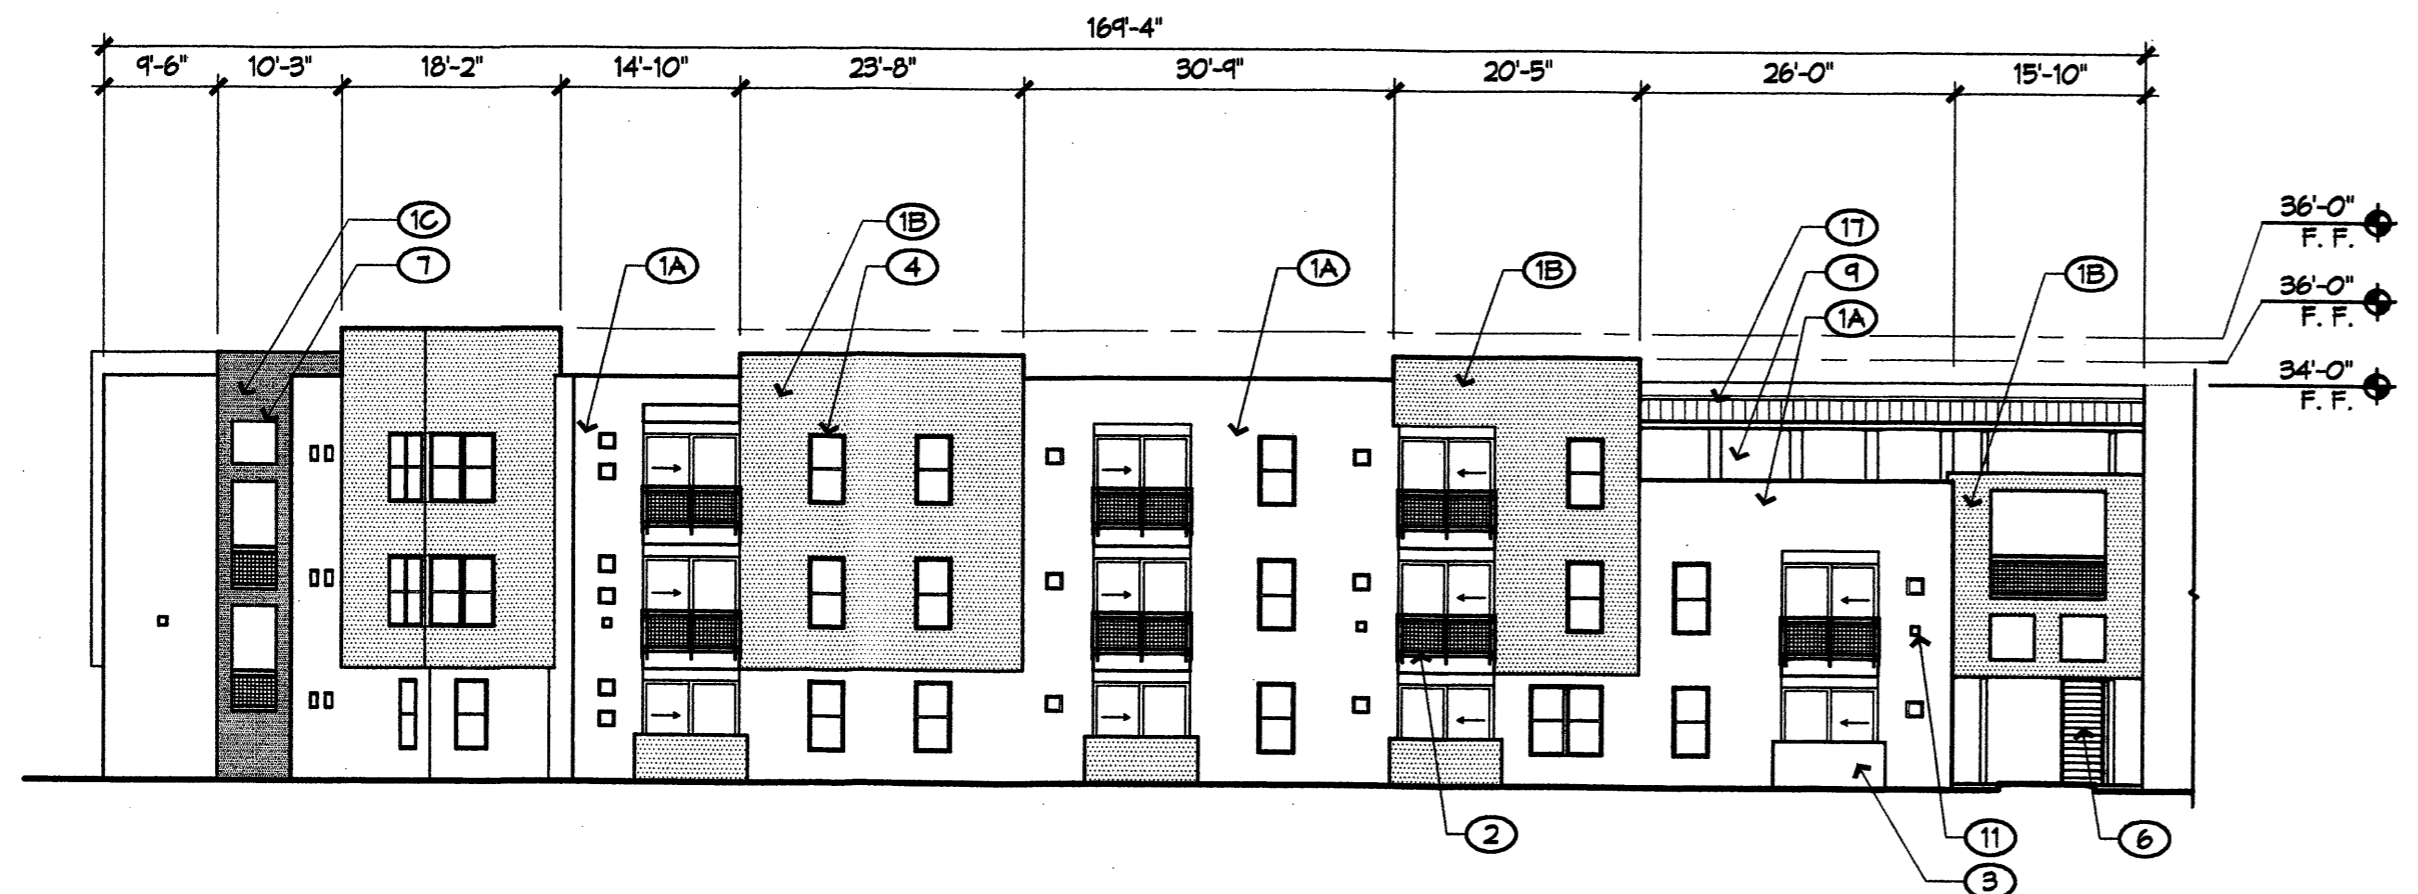 169'-4"
9'-6" 10'-3" 18'-2" 14'-10" 23'-8" 30'-9" 20'-5" 26'-0" 15'-10"
36'-0"
F. F.
1C 1B 17
7 1A 4 1A 1B 9 1B
36'-0"
F. F.
1A
34'-0"
F. F.
2 11 6
3